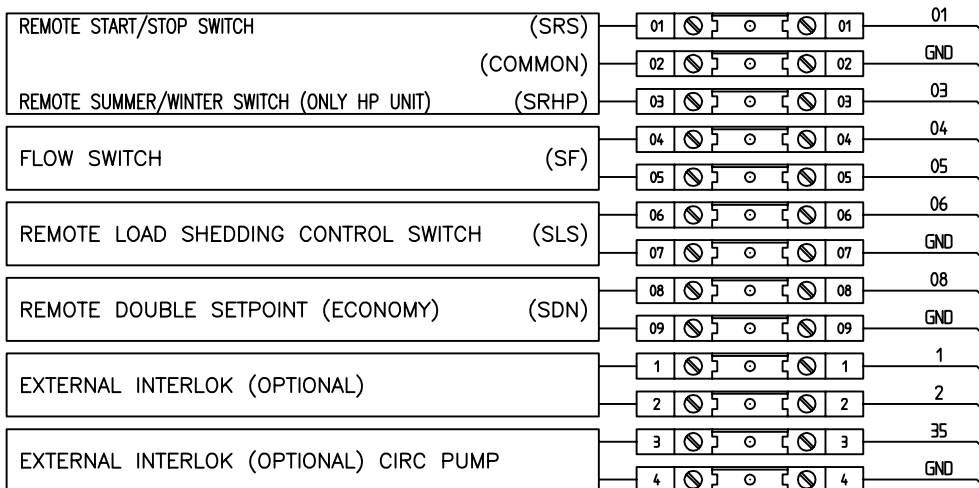 REMOTE START/STOP SWITCH (SRS) 01 01 01
(COMMON) 02 02 GND
REMOTE SUMMER/WINTER SWITCH (ONLY HP UNIT) (SRHP) 03 03 03
FLOW SWITCH (SF) 04 04 04
05 05 05
REMOTE LOAD SHEDDING CONTROL SWITCH (SLS) 06 06 06
07 07 GND
REMOTE DOUBLE SETPOINT (ECONOMY) (SDN) 08 08 08
09 09 GND
EXTERNAL INTERLOK (OPTIONAL) 1 1 1
2 2 2
EXTERNAL INTERLOK (OPTIONAL) CIRC PUMP 3 3 35
4 4 GND